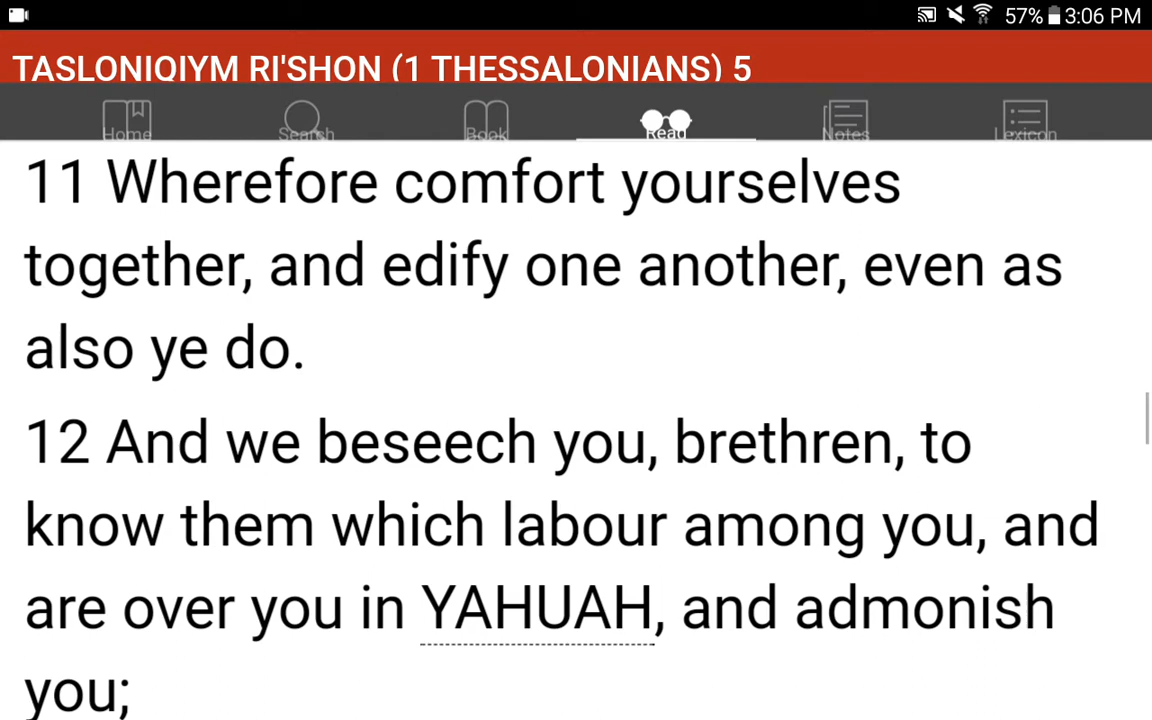 57% 3:06 PM
TASLONIQIYM RI'SHON (1 THESSALONIANS) 5
Home Search Book Read Notes Lexicon
11 Wherefore comfort yourselves
together, and edify one another, even as
also ye do.
12 And we beseech you, brethren, to
know them which labour among you, and
are over you in YAHUAH, and admonish
you;